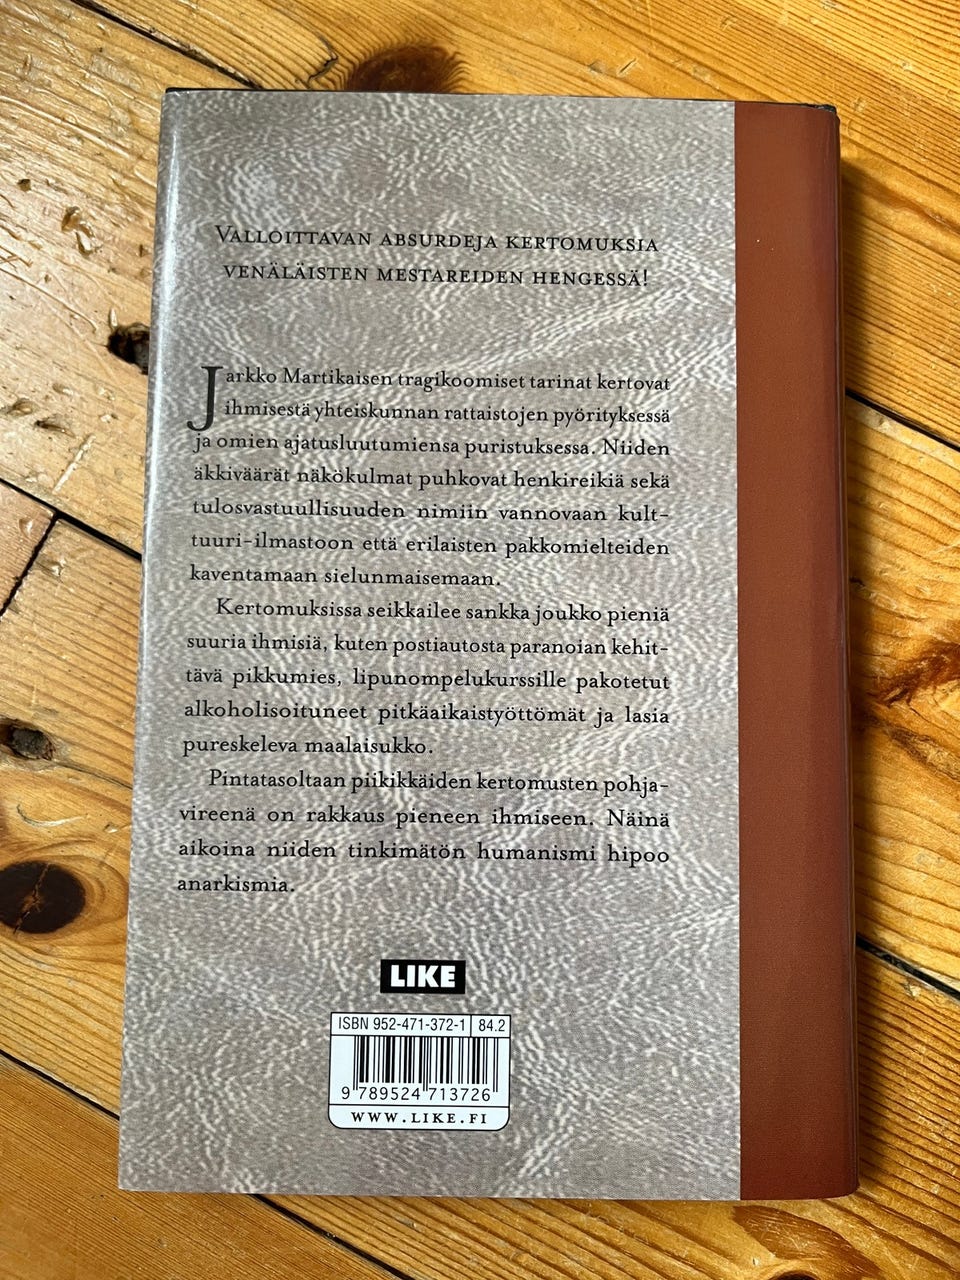 VALLOITTAVAN ABSURDEJA KERTOMUKSIA
VENÄLÄISTEN MESTAREIDEN HENGESSÄ!
Jarkko Martikaisen tragikoomiset tarinat kertovat
ihmisestä yhteiskunnan rattaistojen pyörityksessä
ja omien ajatusluutumiensa puristuksessa. Niiden
äkkiväärät näkökulmat puhkovat henkireikiä sekä
tulosvastuullisuuden nimiin vannovaan kult-
tuuri-ilmastoon että erilaisten pakkomielteiden
kaventamaan sielunmaisemaan.
Kertomuksissa seikkailee sankka joukko pieniä
suuria ihmisiä, kuten postiautosta paranoian kehit-
tävä pikkumies, lipunompelukurssille pakotetut
alkoholisoituneet pitkäaikaistyöttömät ja lasia
pureskeleva maalaisukko.
Pintatasoltaan piikikkäiden kertomusten pohja-
vireenä on rakkaus pieneen ihmiseen. Näinä
aikoina niiden tinkimätön humanismi hipoo
anarkismia.
LIKE
ISBN 952-471-372-1 84.2
9 789524 713726
WWW.LIKE.FI